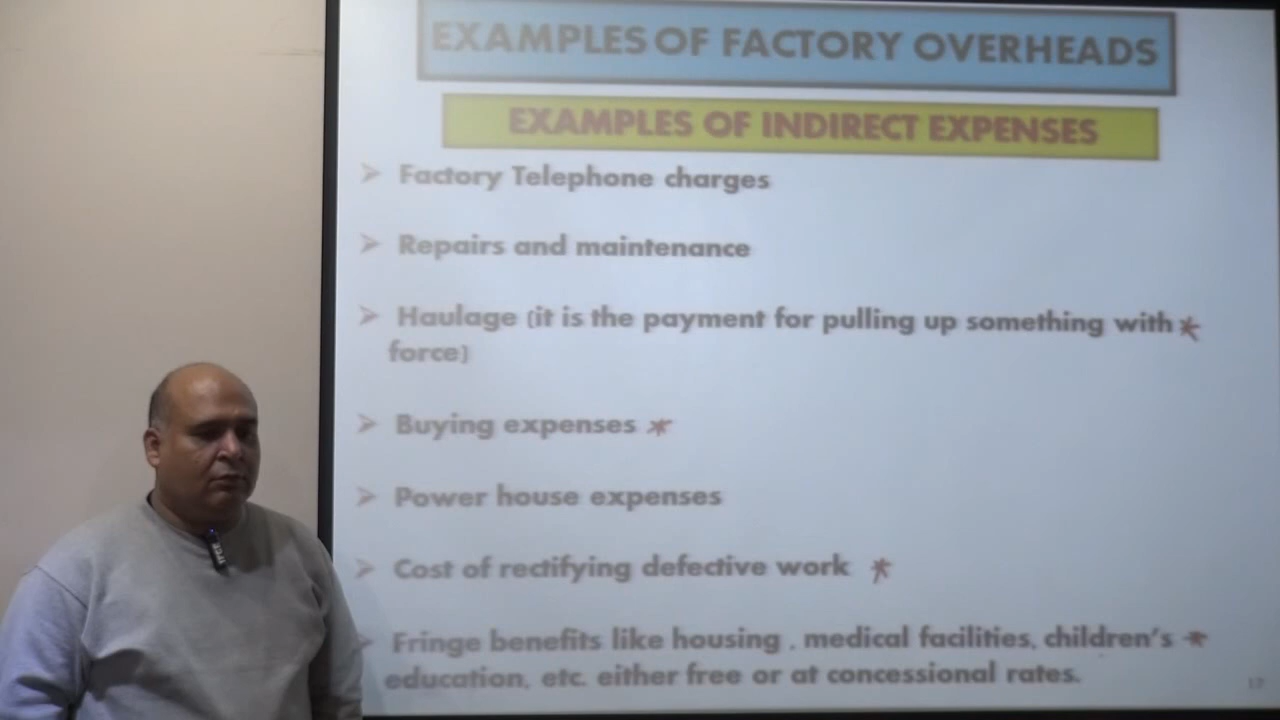 EXAMPLES OF FACTORY OVERHEADS
EXAMPLES OF INDIRECT EXPENSES
➢ Factory Telephone charges
➢ Repairs and maintenance
➢ Haulage (it is the payment for pulling up something with *
force)
➢ Buying expenses *
➢ Power house expenses
➢ Cost of rectifying defective work *
➢ Fringe benefits like housing , medical facilities, children's *
education, etc. either free or at concessional rates.